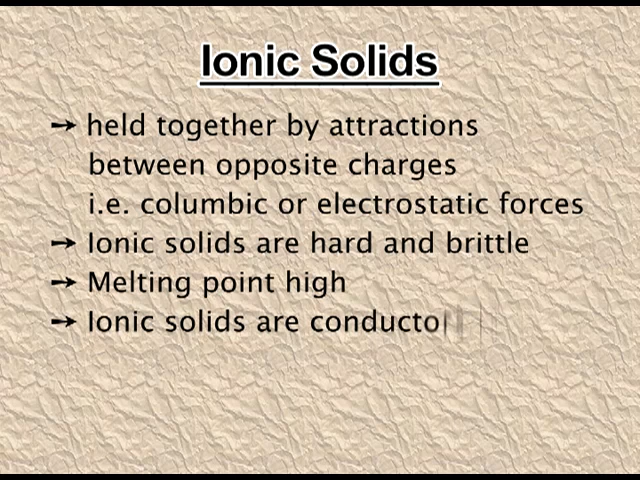 Ionic Solids
→ held together by attractions
between opposite charges
i.e. columbic or electrostatic forces
→ Ionic solids are hard and brittle
→ Melting point high
→ Ionic solids are